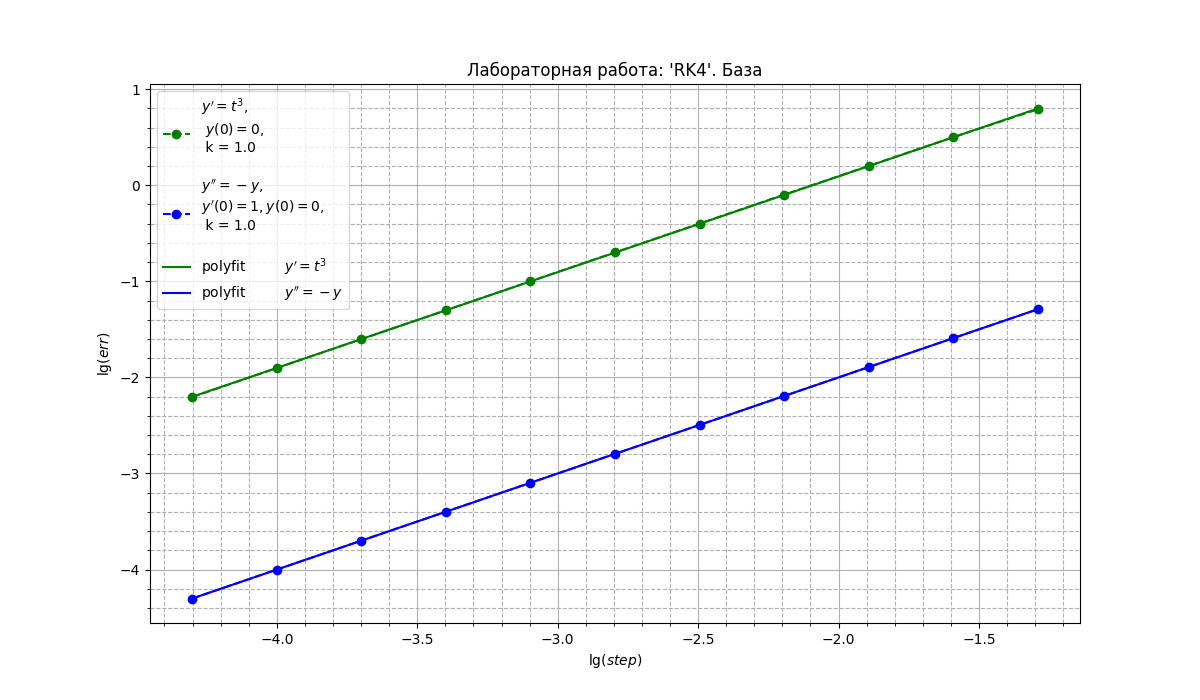 Лабораторная работа: 'RK4'. База
y′ = t³,
y(0) = 0,
k = 1.0
y″ = −y,
y′(0) = 1, y(0) = 0,
k = 1.0
polyfit y′ = t³
polyfit y″ = −y
lg(err)
1
0
−1
−2
−3
−4
−4.0 −3.5 −3.0 −2.5 −2.0 −1.5
lg(step)